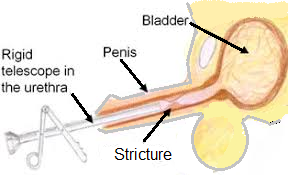 Bladder
Penis
Rigid
telescope in
the urethra
Stricture